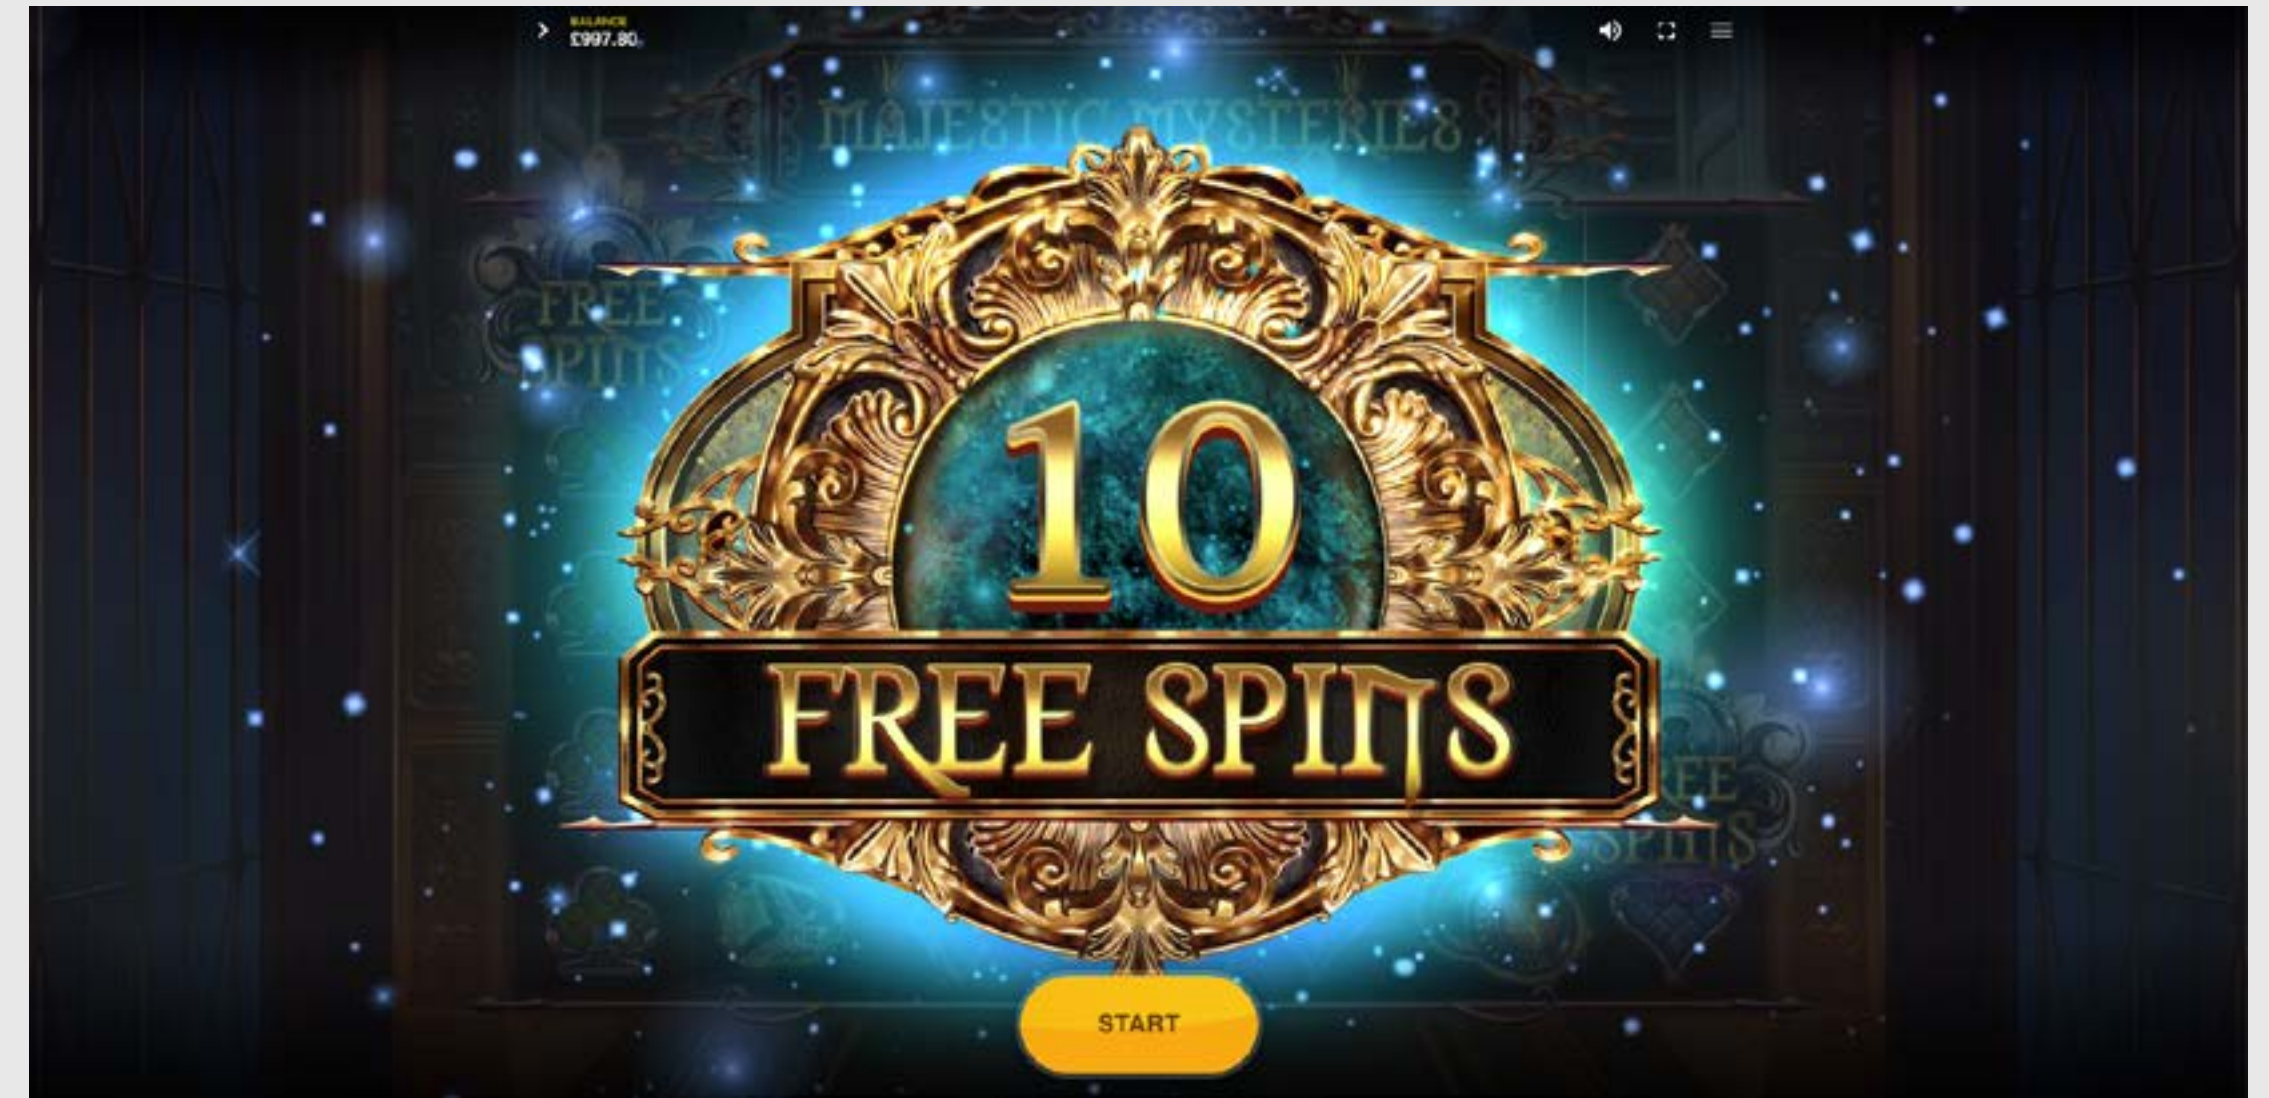 BALANCE
£997.80
MAJESTIC MYSTERIES
FREE
SPINS
10
FREE SPINS
FREE
SPINS
START